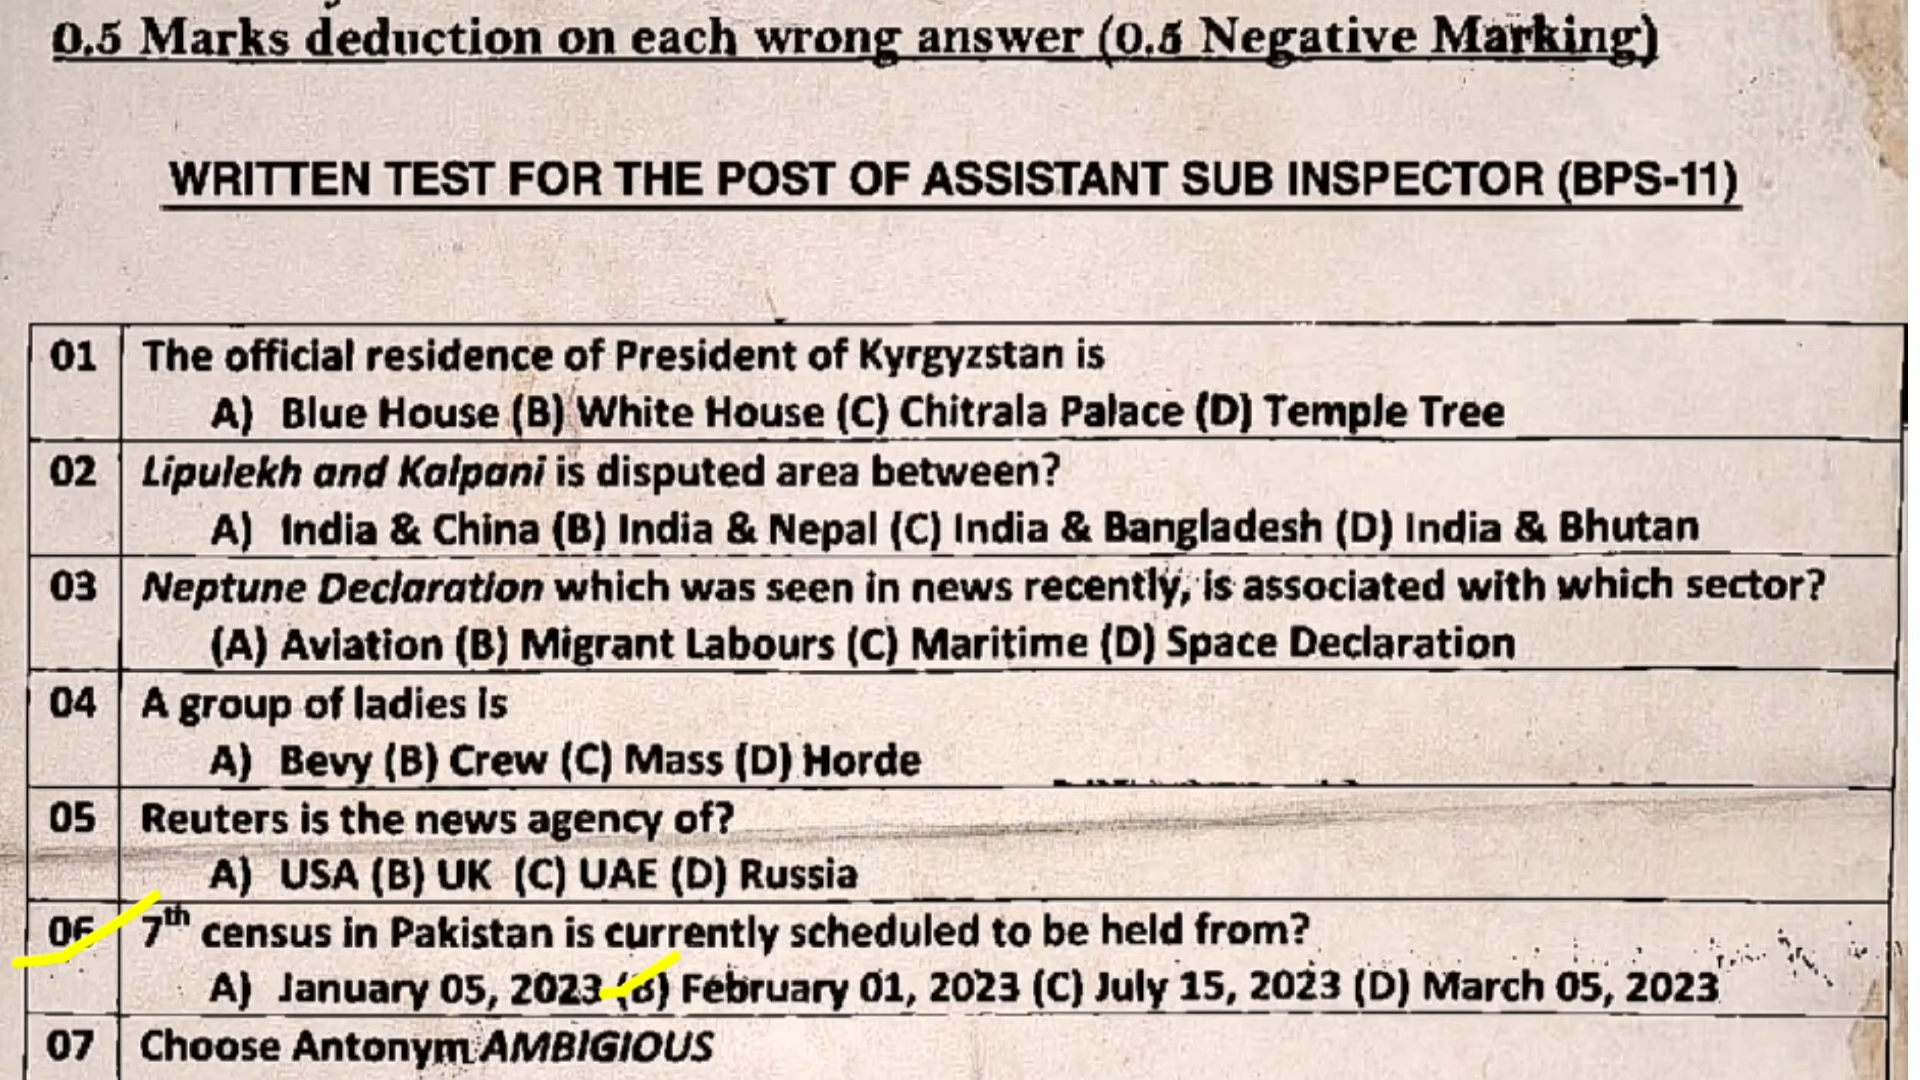 0.5 Marks deduction on each wrong answer (0.5 Negative Marking)
WRITTEN TEST FOR THE POST OF ASSISTANT SUB INSPECTOR (BPS-11)
01 The official residence of President of Kyrgyzstan is
A) Blue House (B) White House (C) Chitrala Palace (D) Temple Tree
02 Lipulekh and Kalpani is disputed area between?
A) India & China (B) India & Nepal (C) India & Bangladesh (D) India & Bhutan
03 Neptune Declaration which was seen in news recently, is associated with which sector?
(A) Aviation (B) Migrant Labours (C) Maritime (D) Space Declaration
04 A group of ladies is
A) Bevy (B) Crew (C) Mass (D) Horde
05 Reuters is the news agency of?
A) USA (B) UK (C) UAE (D) Russia
06 7th census in Pakistan is currently scheduled to be held from?
A) January 05, 2023 (B) February 01, 2023 (C) July 15, 2023 (D) March 05, 2023
07 Choose Antonym AMBIGIOUS